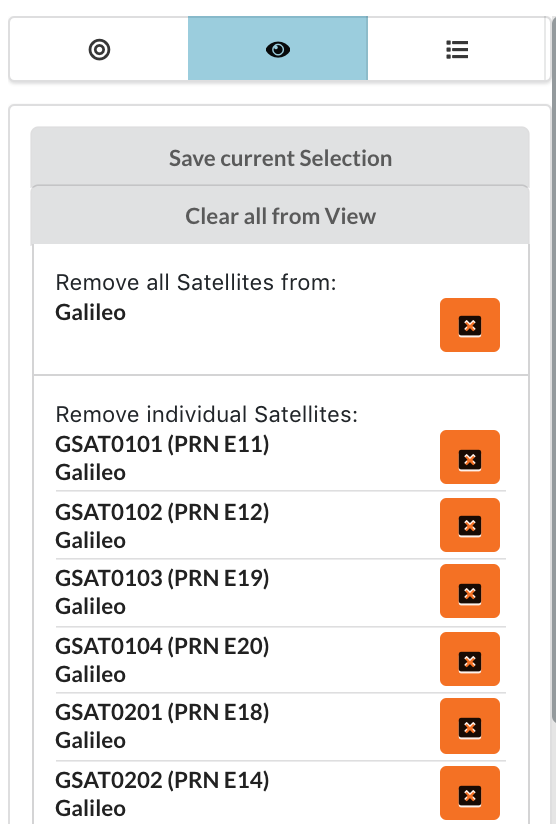 Save current Selection
Clear all from View
Remove all Satellites from:
Galileo
Remove individual Satellites:
GSAT0101 (PRN E11)
Galileo
GSAT0102 (PRN E12)
Galileo
GSAT0103 (PRN E19)
Galileo
GSAT0104 (PRN E20)
Galileo
GSAT0201 (PRN E18)
Galileo
GSAT0202 (PRN E14)
Galileo